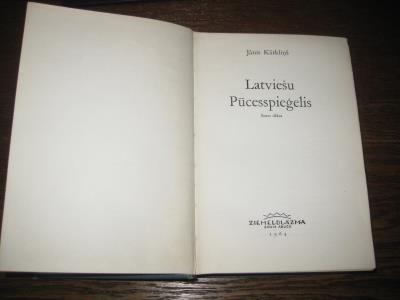 Jānis Kārkliņš
Latviešu
Pūcesspieģelis
ZIEMEĻBLĀZMA
1964